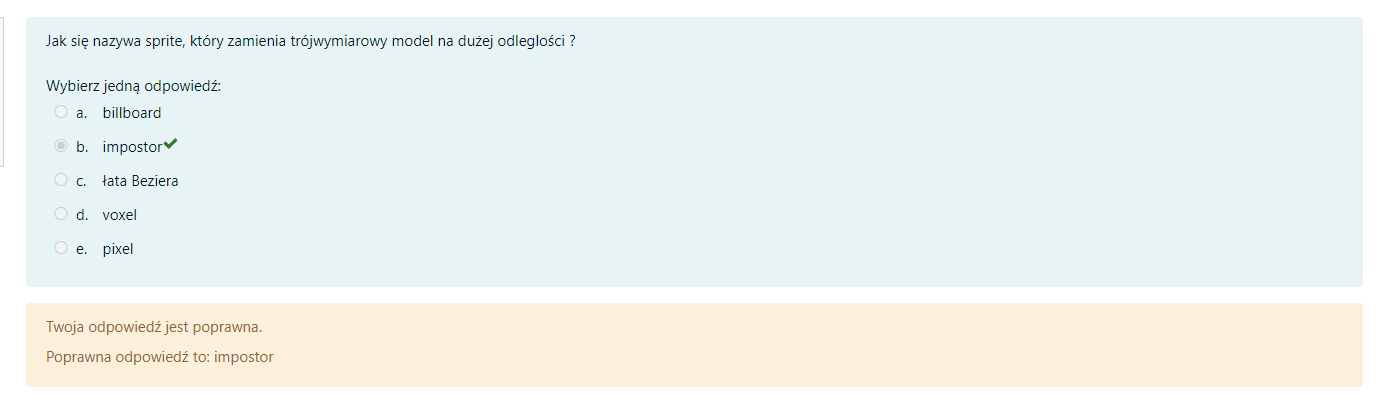 Jak się nazywa sprite, który zamienia trójwymiarowy model na dużej odleglości ?
Wybierz jedną odpowiedź:
a. billboard
b. impostor
c. łata Beziera
d. voxel
e. pixel
Twoja odpowiedź jest poprawna.
Poprawna odpowiedź to: impostor